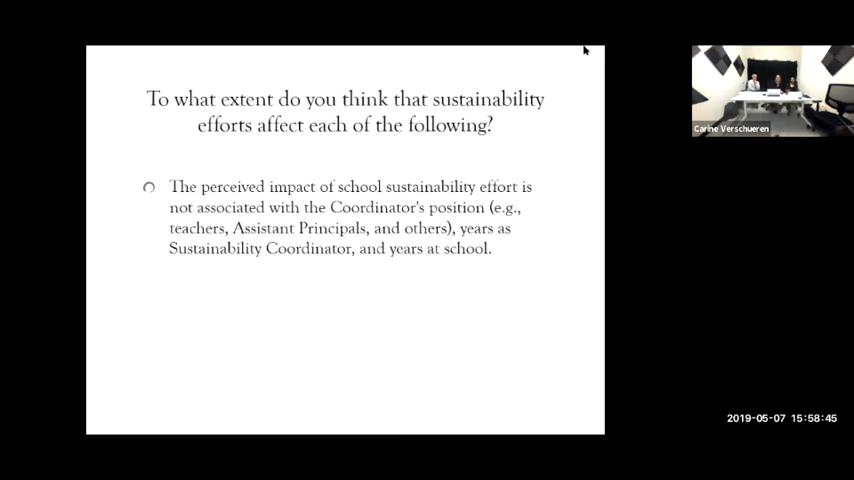 To what extent do you think that sustainability
efforts affect each of the following?
The perceived impact of school sustainability effort is
not associated with the Coordinator's position (e.g.,
teachers, Assistant Principals, and others), years as
Sustainability Coordinator, and years at school.
Carine Verschueren
2019-05-07 15:58:45